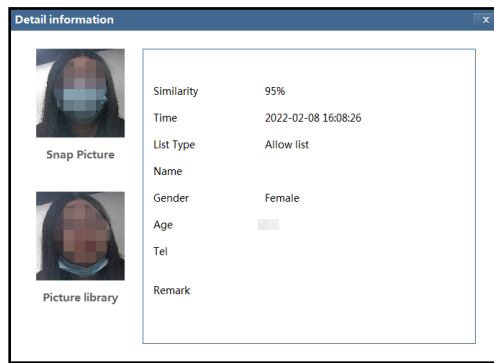 Detail information
x
Snap Picture
Picture library
Similarity 95%
Time 2022-02-08 16:08:26
List Type Allow list
Name
Gender Female
Age
Tel
Remark